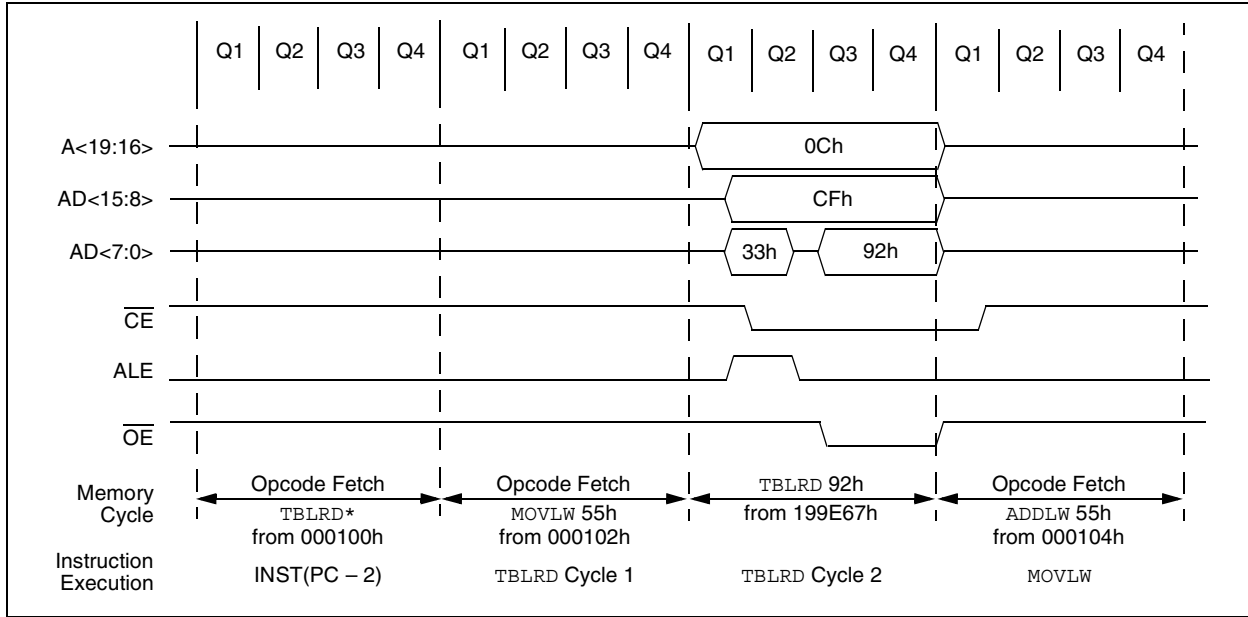 Q1 Q2 Q3 Q4 Q1 Q2 Q3 Q4 Q1 Q2 Q3 Q4 Q1 Q2 Q3 Q4
A<19:16> 0Ch
AD<15:8> CFh
AD<7:0> 33h 92h
CE
ALE
OE
Memory
Cycle
Opcode Fetch
TBLRD*
from 000100h
Opcode Fetch
MOVLW 55h
from 000102h
TBLRD 92h
from 199E67h
Opcode Fetch
ADDLW 55h
from 000104h
Instruction
Execution
INST(PC – 2)
TBLRD Cycle 1
TBLRD Cycle 2
MOVLW